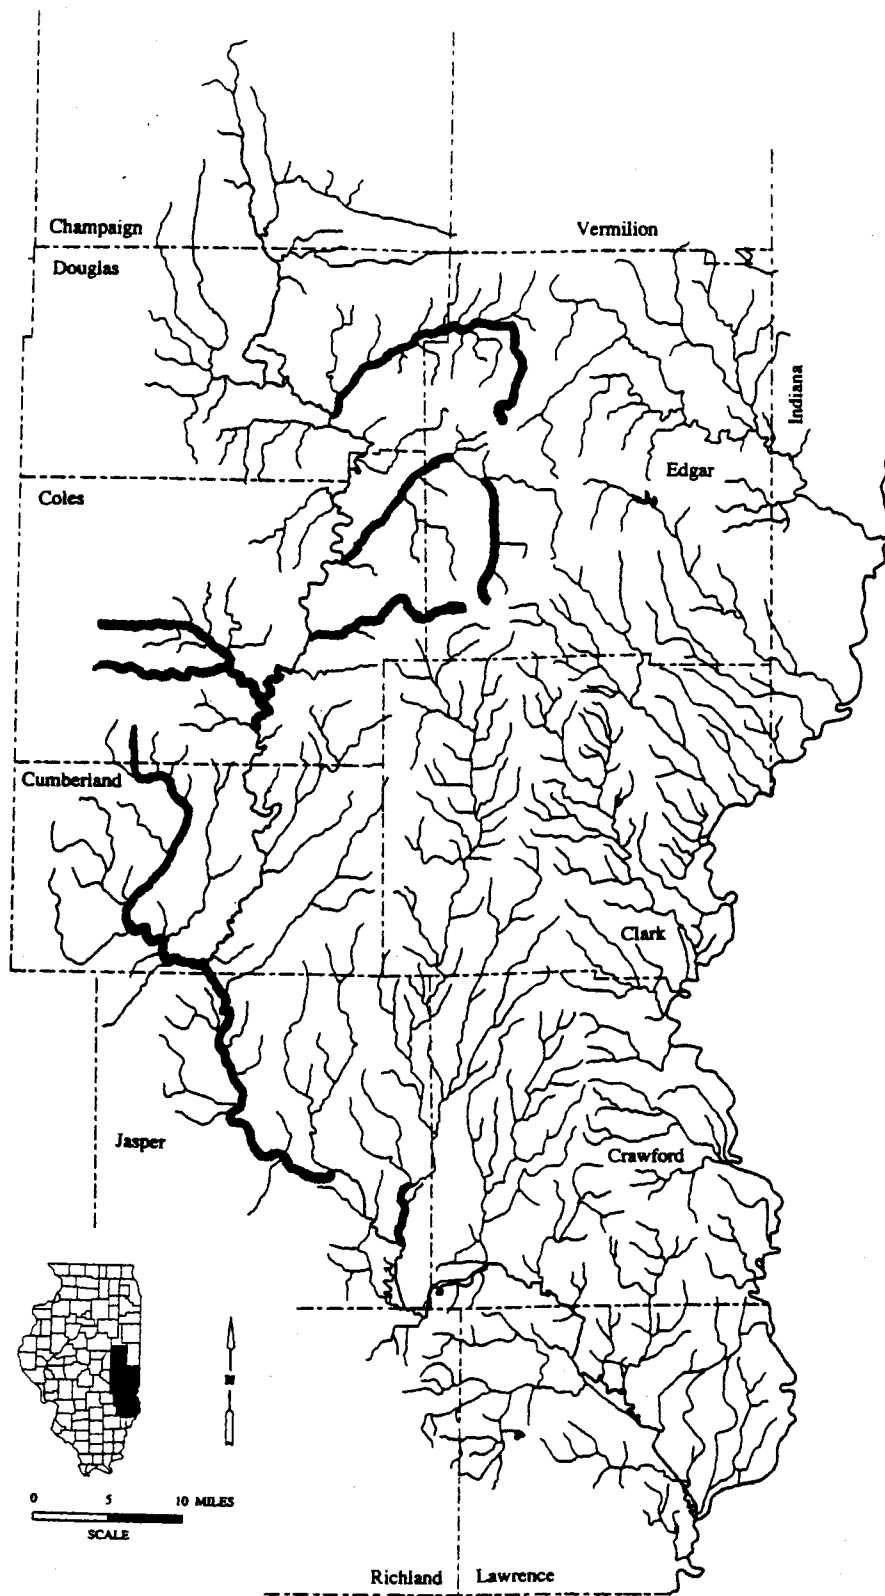 Champaign
Vermilion
Douglas
Indiana
Edgar
Coles
Cumberland
Clark
Jasper
Crawford
N
0 5 10 MILES
SCALE
Richland Lawrence